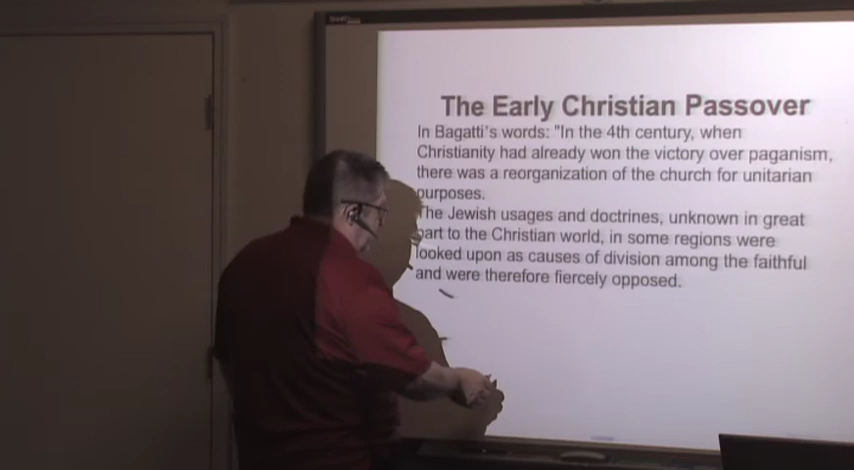 The Early Christian Passover
In Bagatti's words: "In the 4th century, when
Christianity had already won the victory over paganism,
there was a reorganization of the church for unitarian
purposes.
The Jewish usages and doctrines, unknown in great
part to the Christian world, in some regions were
looked upon as causes of division among the faithful
and were therefore fiercely opposed.